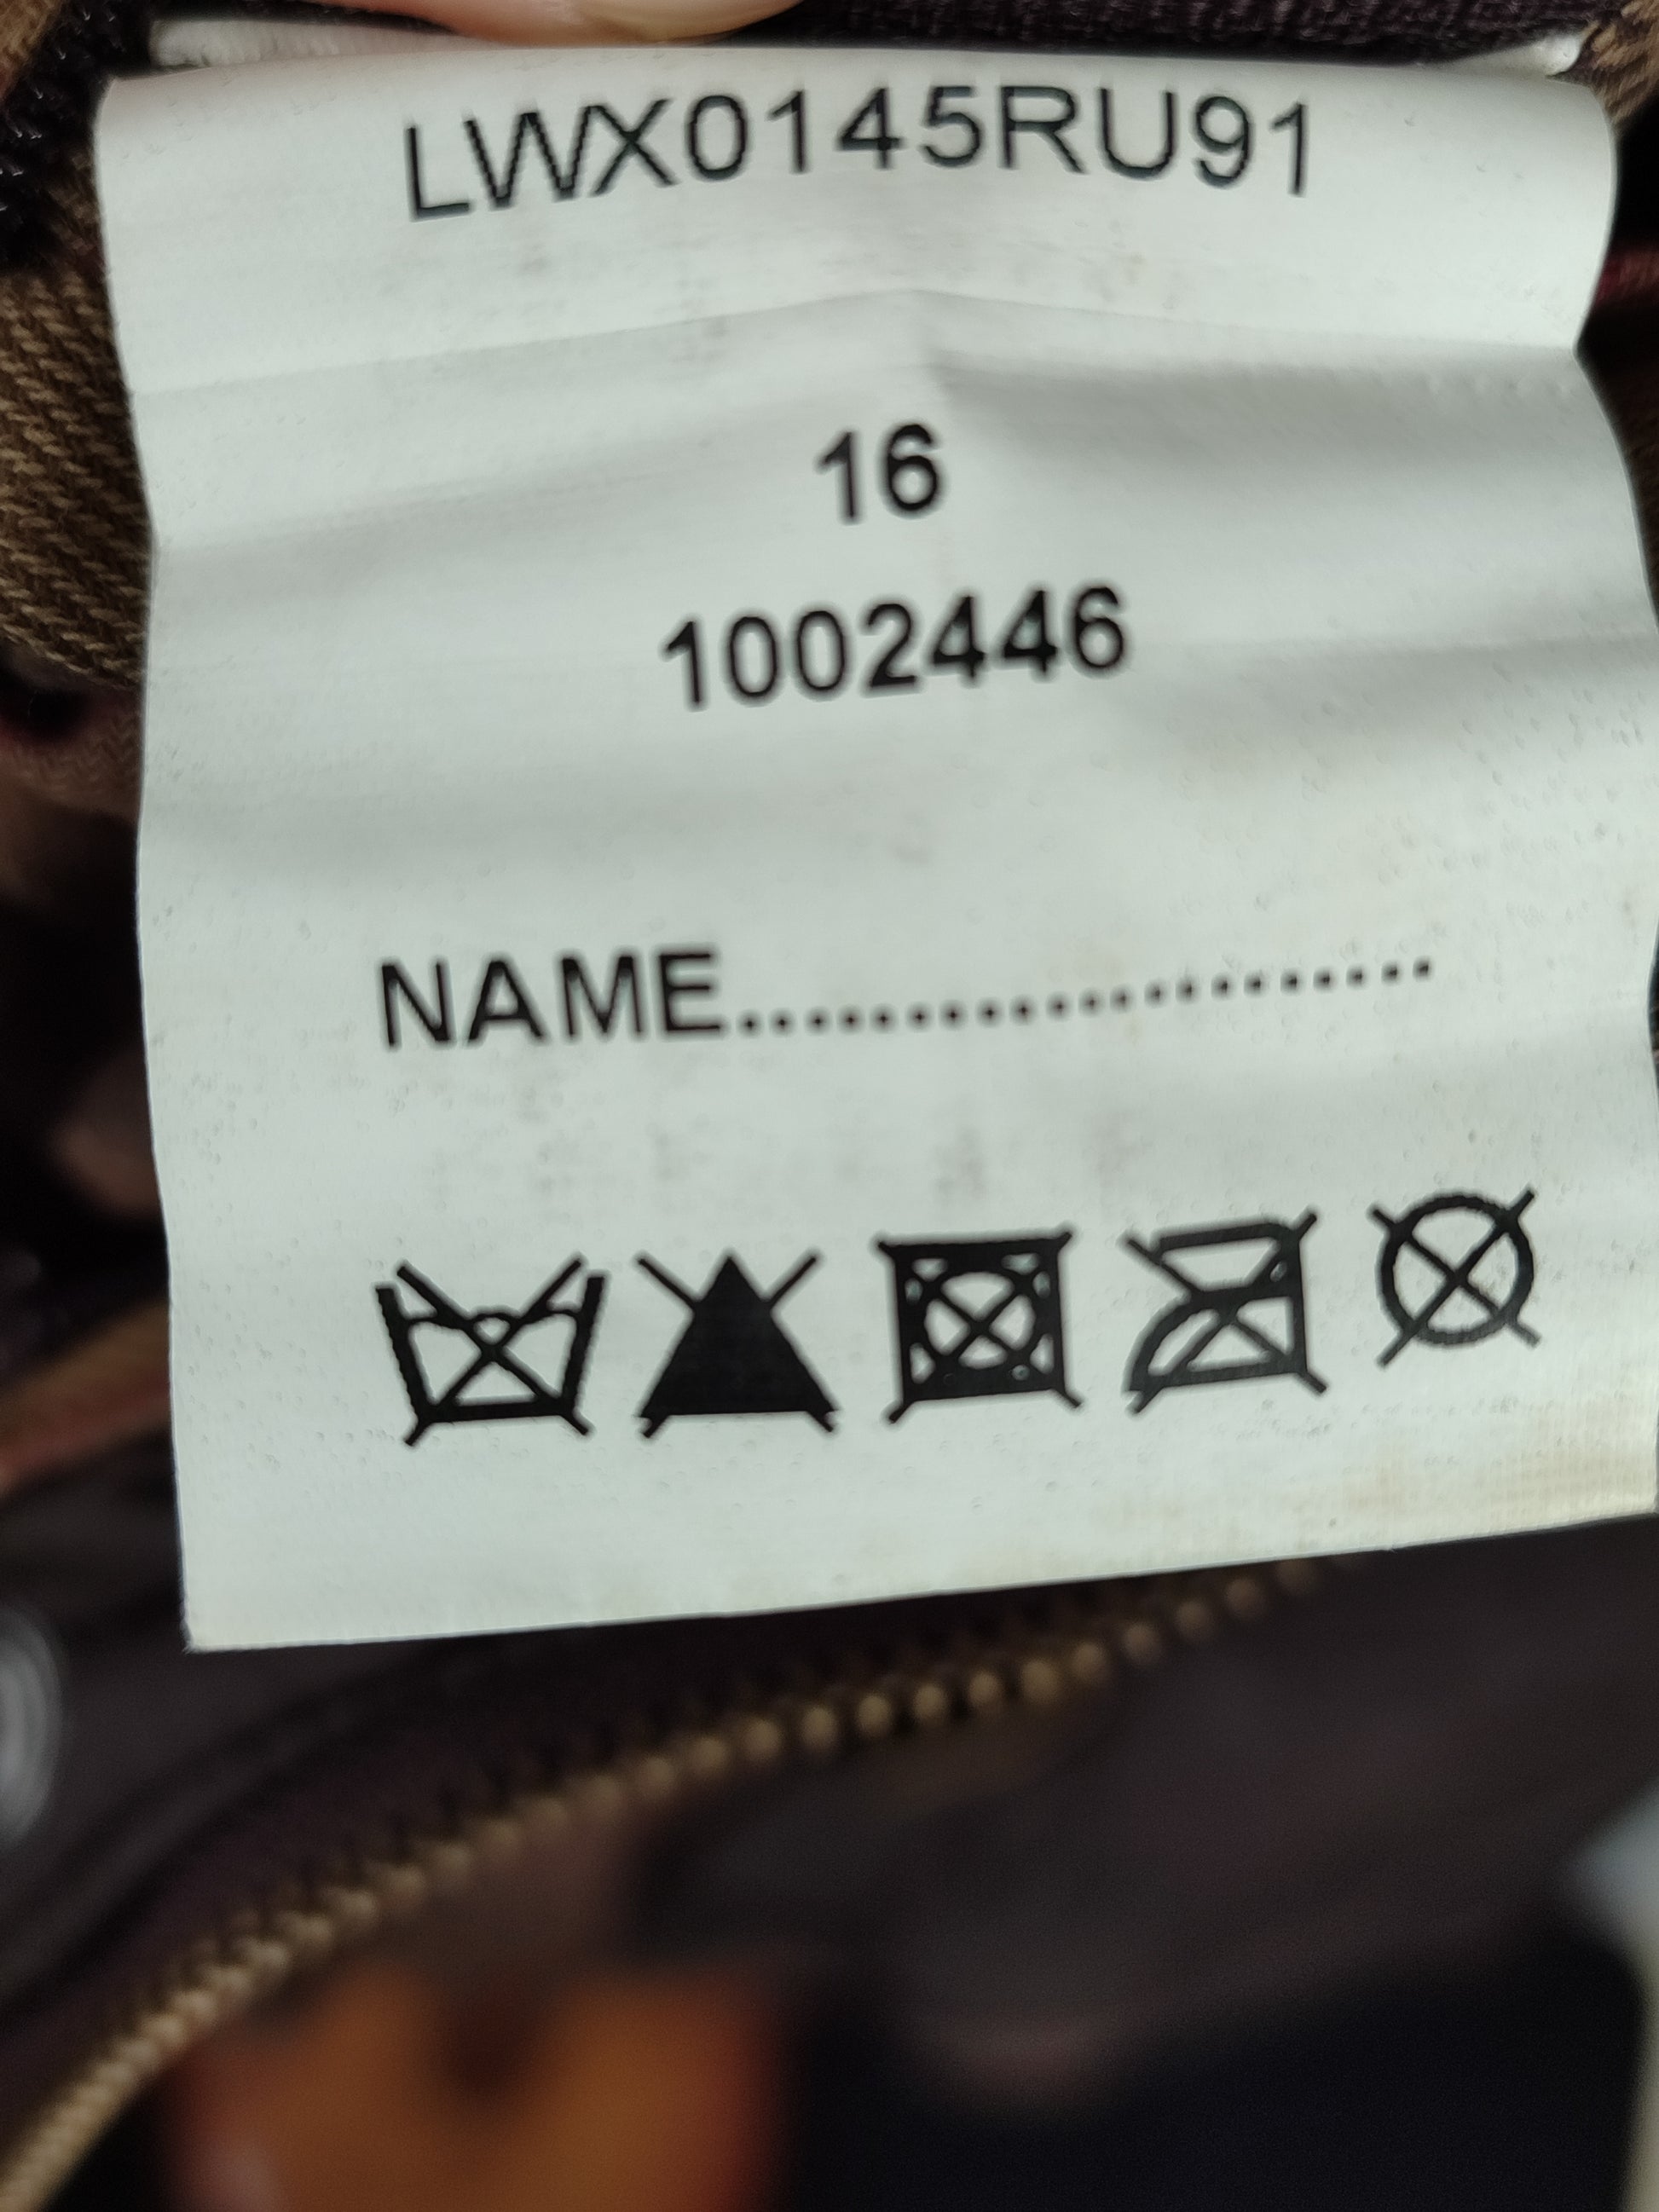 LWX0145RU91
16
1002446
NAME......................